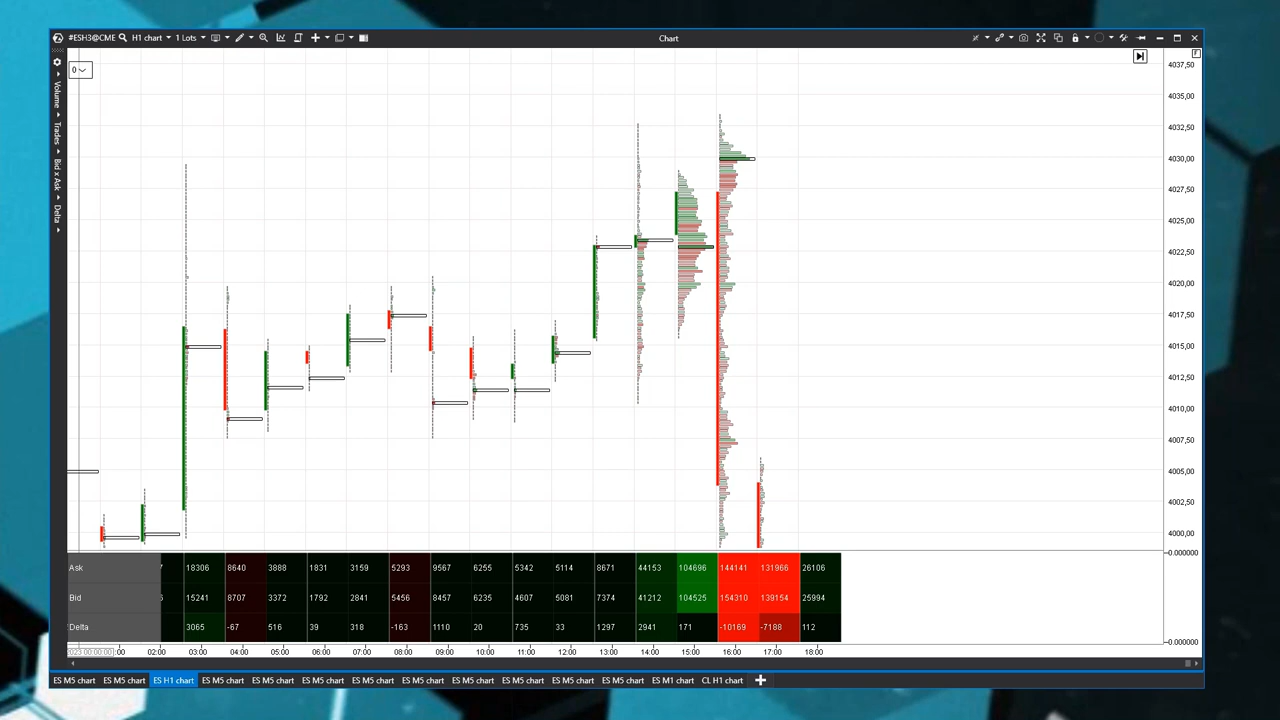 #ESH3@CME H1 chart 1 Lots Chart
0
Volume
Trades
Bid x Ask
Delta
4037,50
4035,00
4032,50
4030,00
4027,50
4025,00
4022,50
4020,00
4017,50
4015,00
4012,50
4010,00
4007,50
4005,00
4002,50
4000,00
-0.000000
Ask 18306 8640 3888 1831 3159 5293 9567 6255 5342 5114 8671 44153 104696 144141 131966 26106
Bid 15241 8707 3372 1792 2841 5456 8457 6235 4607 5081 7374 41212 104525 154310 139154 25994
Delta 3065 -67 516 39 318 -163 1110 20 735 33 1297 2941 171 -10169 -7188 112
-0.000000
2023 00:00:00 :00 02:00 03:00 04:00 05:00 06:00 07:00 08:00 09:00 10:00 11:00 12:00 13:00 14:00 15:00 16:00 17:00 18:00
ES M5 chart ES M5 chart ES H1 chart ES M5 chart ES M5 chart ES M5 chart ES M5 chart ES M5 chart ES M5 chart ES M5 chart ES M5 chart ES M5 chart ES M1 chart CL H1 chart